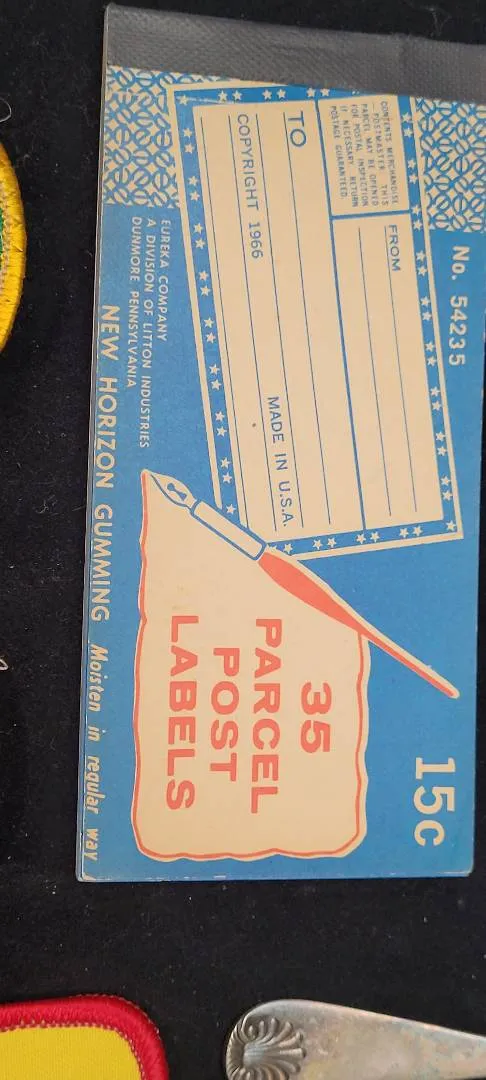 No. 54235
15c
CONTENTS MERCHANDISE
— POSTMASTER: THIS
PARCEL MAY BE OPENED
FOR POSTAL INSPECTION
IF NECESSARY. RETURN
POSTAGE GUARANTEED.
FROM
TO
COPYRIGHT 1966
MADE IN U.S.A.
35
PARCEL
POST
LABELS
EUREKA COMPANY
A DIVISION OF LITTON INDUSTRIES
DUNMORE PENNSYLVANIA
NEW HORIZON GUMMING Moisten in regular way